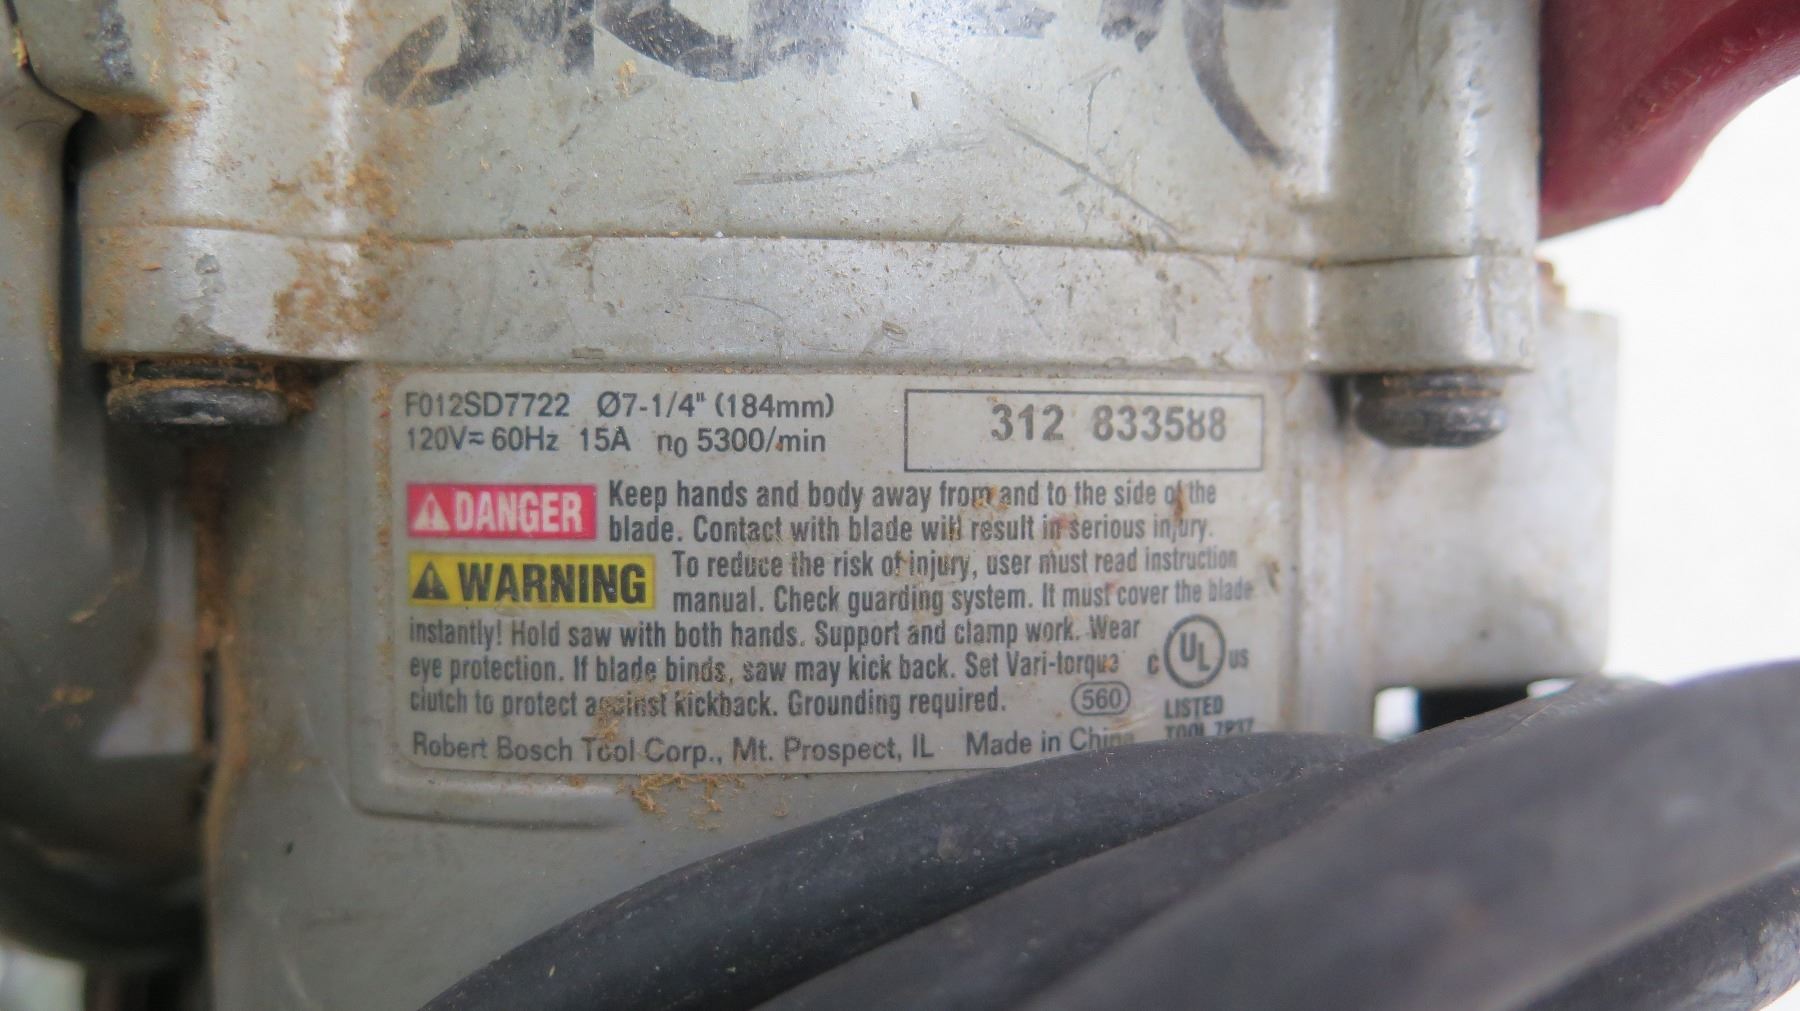 F012SD7722 Ø7-1/4" (184mm)
120V≂ 60Hz 15A n0 5300/min
312 833588
DANGER Keep hands and body away from and to the side of the
blade. Contact with blade will result in serious injury.
WARNING To reduce the risk of injury, user must read instruction
manual. Check guarding system. It must cover the blade
instantly! Hold saw with both hands. Support and clamp work. Wear
eye protection. If blade binds, saw may kick back. Set Vari-torque
clutch to protect against kickback. Grounding required. 560
C UL US
LISTED
TOOL
Robert Bosch Tool Corp., Mt. Prospect, IL Made in China